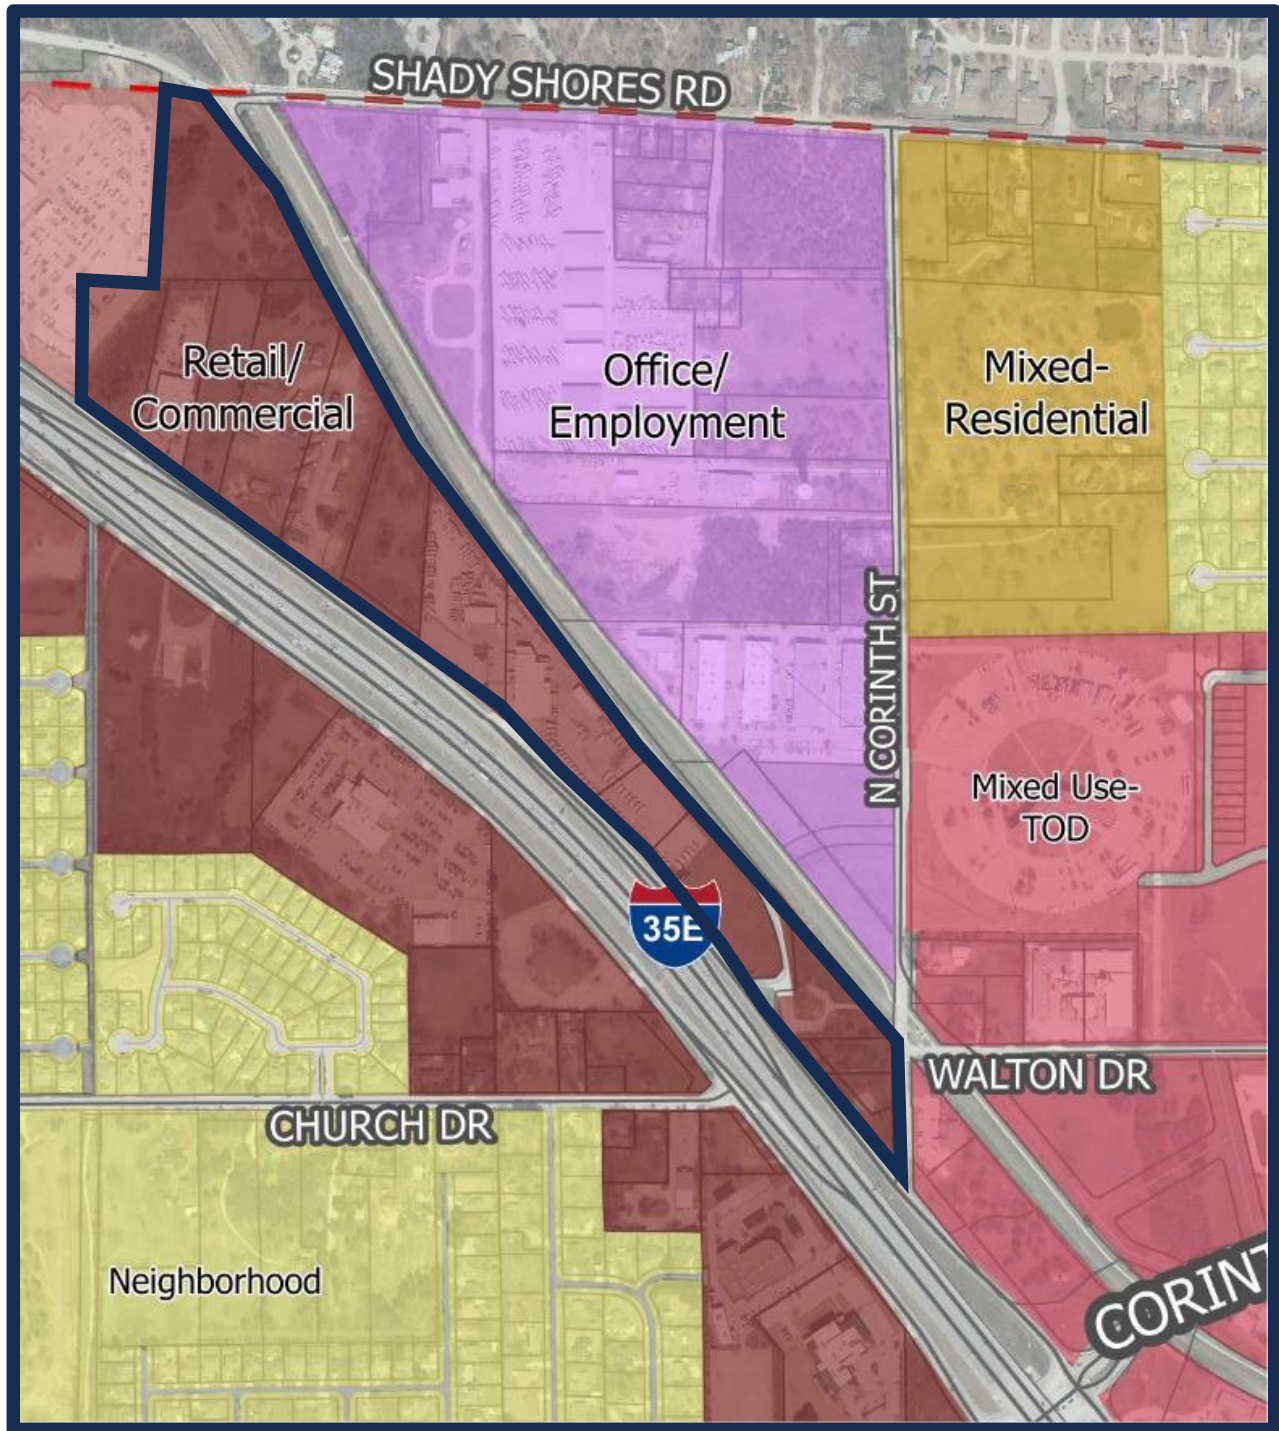 SHADY SHORES RD
Retail/
Commercial
Office/
Employment
Mixed-
Residential
N CORINTH ST
Mixed Use-
TOD
35E
WALTON DR
CHURCH DR
Neighborhood
CORINT